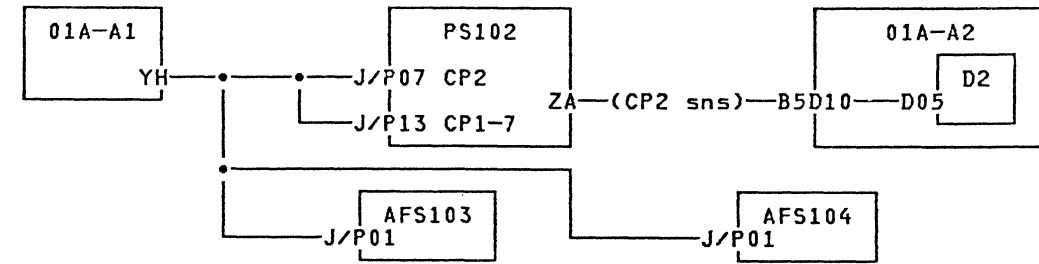 01A-A1 PS102 01A-A2
YH J/P07 CP2 D2
ZA (CP2 sns) B5D10 D05
J/P13 CP1-7
AFS103 AFS104
J/P01 J/P01